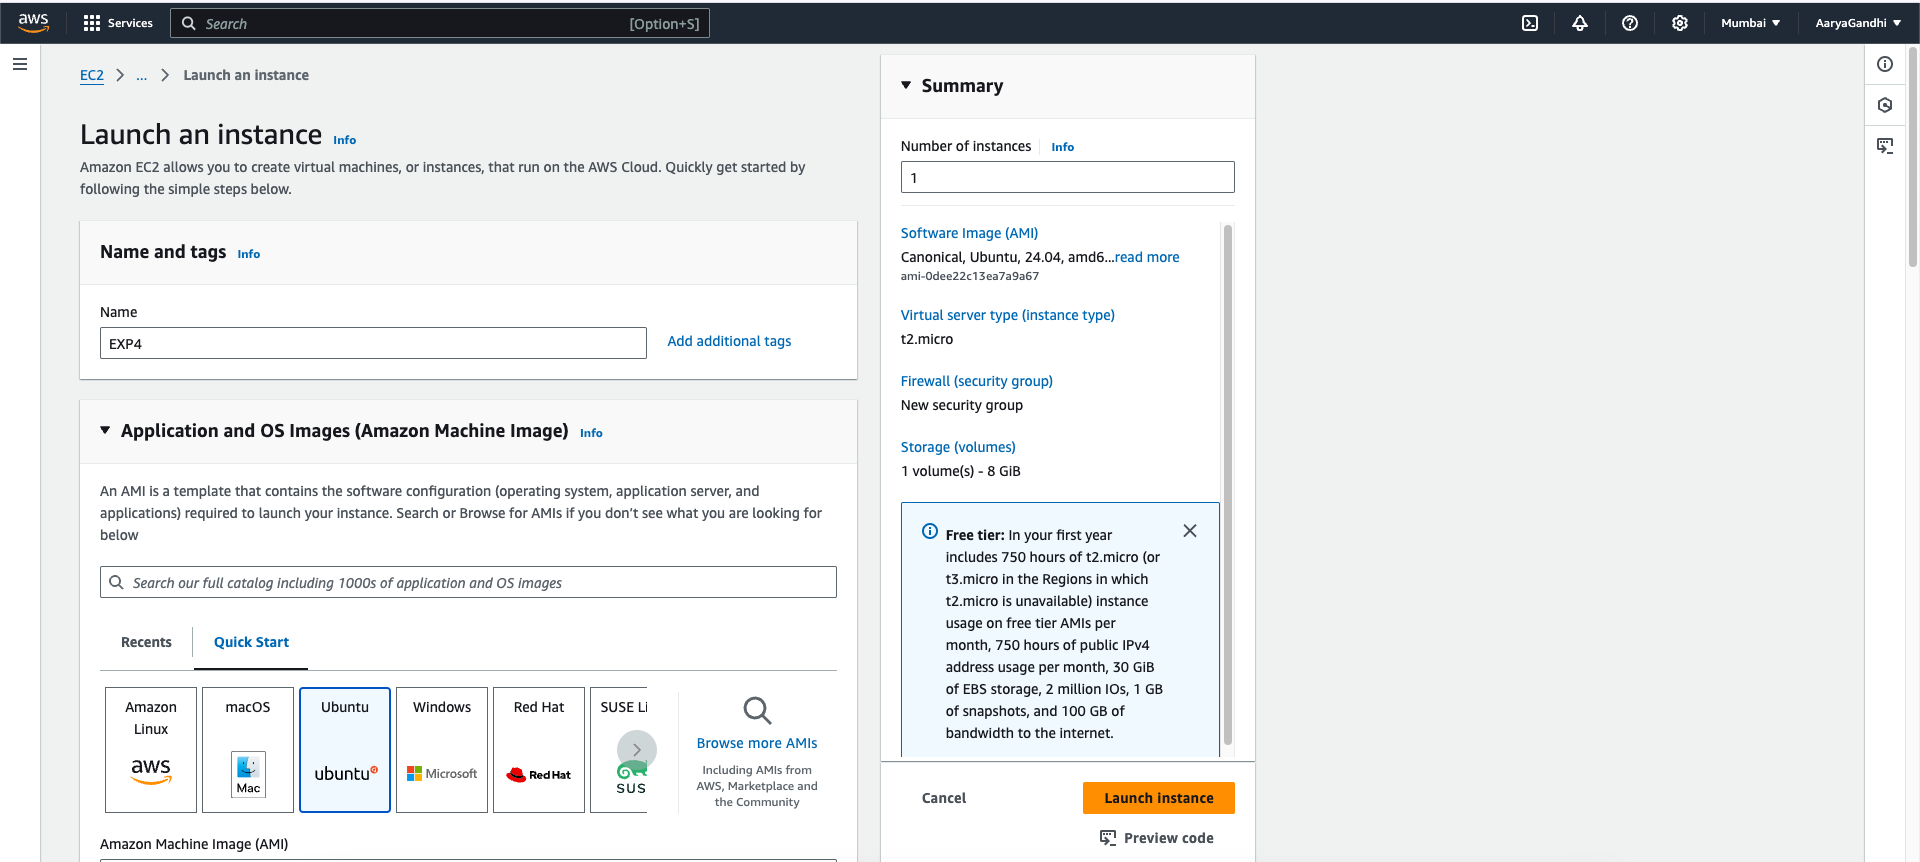 aws
Services
Search
[Option+S]
Mumbai
AaryaGandhi
EC2
...
Launch an instance
Launch an instance
Info
Amazon EC2 allows you to create virtual machines, or instances, that run on the AWS Cloud. Quickly get started by
following the simple steps below.
Name and tags
Info
Name
EXP4
Add additional tags
Application and OS Images (Amazon Machine Image)
Info
An AMI is a template that contains the software configuration (operating system, application server, and
applications) required to launch your instance. Search or Browse for AMIs if you don't see what you are looking for
below
Search our full catalog including 1000s of application and OS images
Recents
Quick Start
Amazon
Linux
aws
macOS
Mac
Ubuntu
ubuntu
Windows
Microsoft
Red Hat
Red Hat
SUSE Li
SUS
Browse more AMIs
Including AMIs from
AWS, Marketplace and
the Community
Amazon Machine Image (AMI)
Summary
Number of instances
Info
1
Software Image (AMI)
Canonical, Ubuntu, 24.04, amd6...read more
ami-0dee22c13ea7a9a67
Virtual server type (instance type)
t2.micro
Firewall (security group)
New security group
Storage (volumes)
1 volume(s) - 8 GiB
Free tier: In your first year
includes 750 hours of t2.micro (or
t3.micro in the Regions in which
t2.micro is unavailable) instance
usage on free tier AMIs per
month, 750 hours of public IPv4
address usage per month, 30 GiB
of EBS storage, 2 million IOs, 1 GB
of snapshots, and 100 GB of
bandwidth to the internet.
Cancel
Launch instance
Preview code